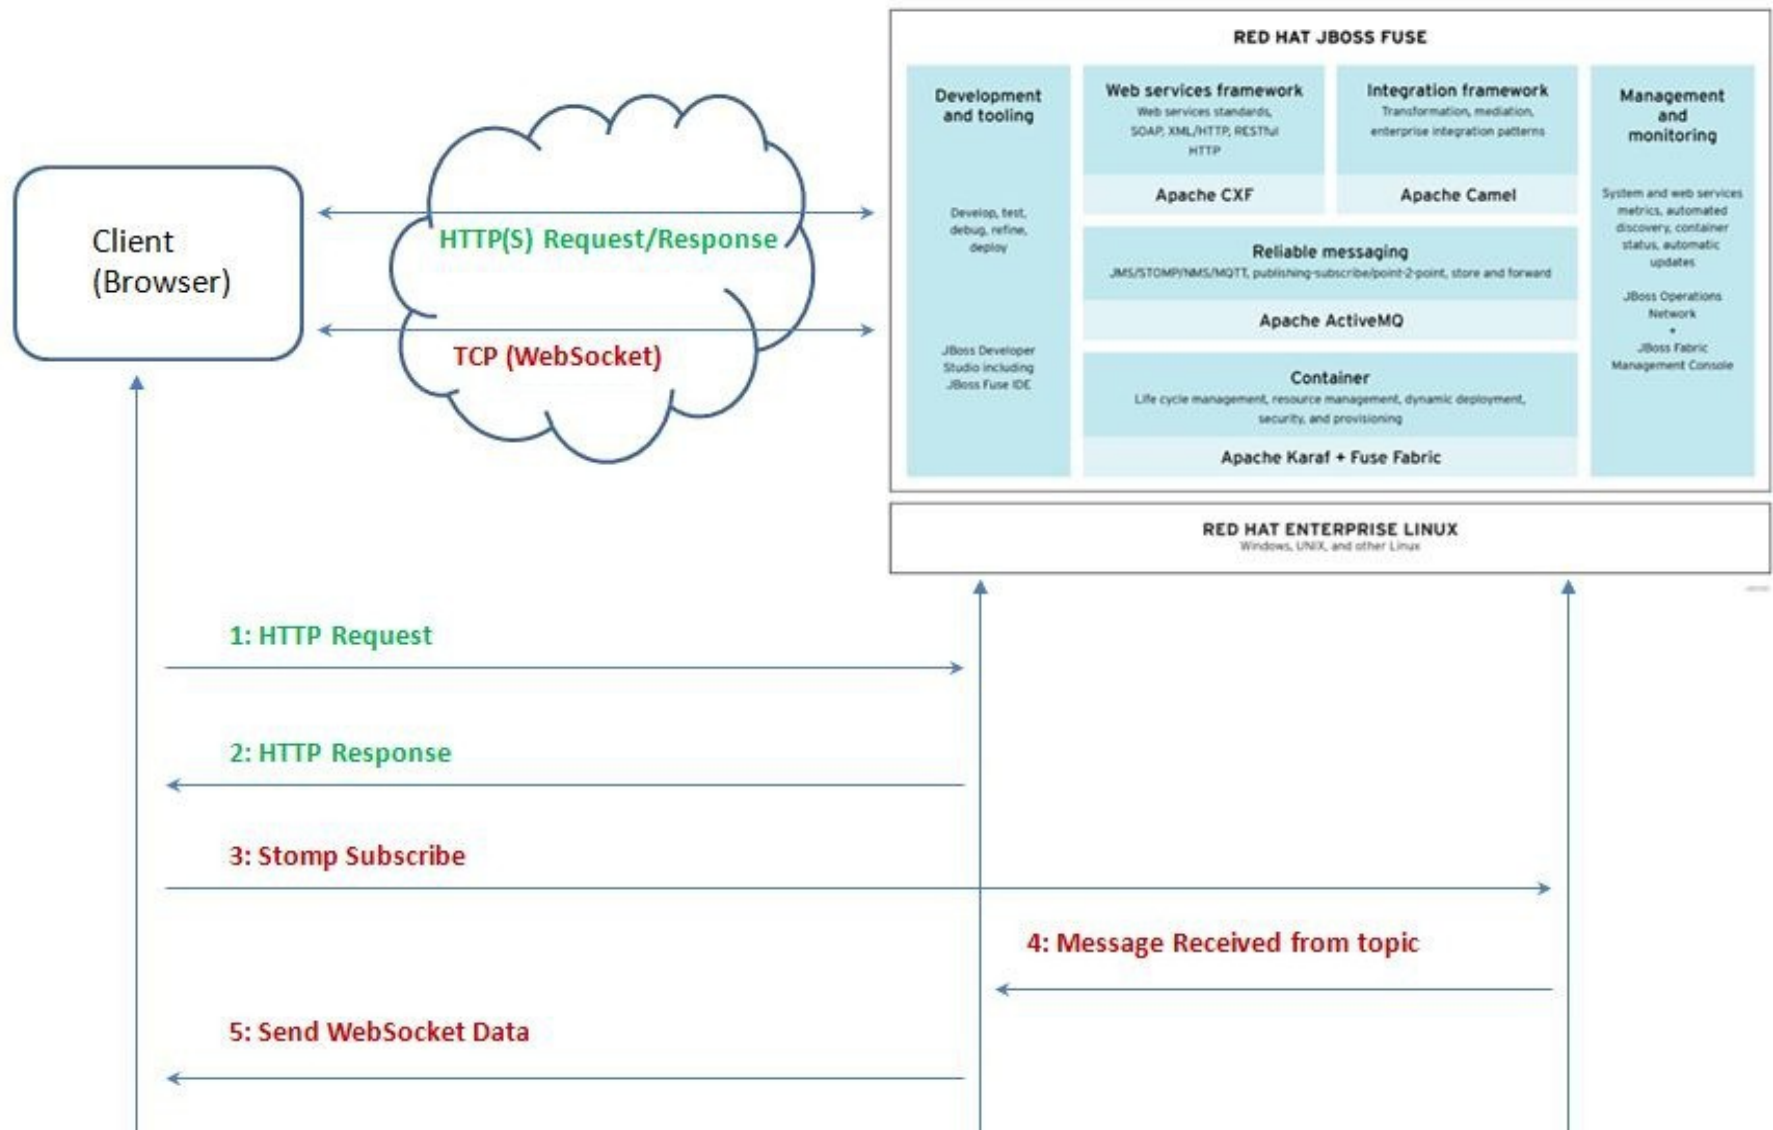 RED HAT JBOSS FUSE
Development
and tooling
Develop, test,
debug, refine,
deploy
JBoss Developer
Studio including
JBoss Fuse IDE
Web services framework
Web services standards,
SOAP, XML/HTTP, RESTful
HTTP
Apache CXF
Integration framework
Transformation, mediation,
enterprise integration patterns
Apache Camel
Reliable messaging
JMS/STOMP/NMS/MQTT, publishing-subscribe/point-2-point, store and forward
Apache ActiveMQ
Container
Life cycle management, resource management, dynamic deployment,
security, and provisioning
Apache Karaf + Fuse Fabric
Management
and
monitoring
System and web services
metrics, automated
discovery, container
status, automatic
updates
JBoss Operations
Network
+
JBoss Fabric
Management Console
RED HAT ENTERPRISE LINUX
Windows, UNIX, and other Linux
Client
(Browser)
HTTP(S) Request/Response
TCP (WebSocket)
1: HTTP Request
2: HTTP Response
3: Stomp Subscribe
4: Message Received from topic
5: Send WebSocket Data